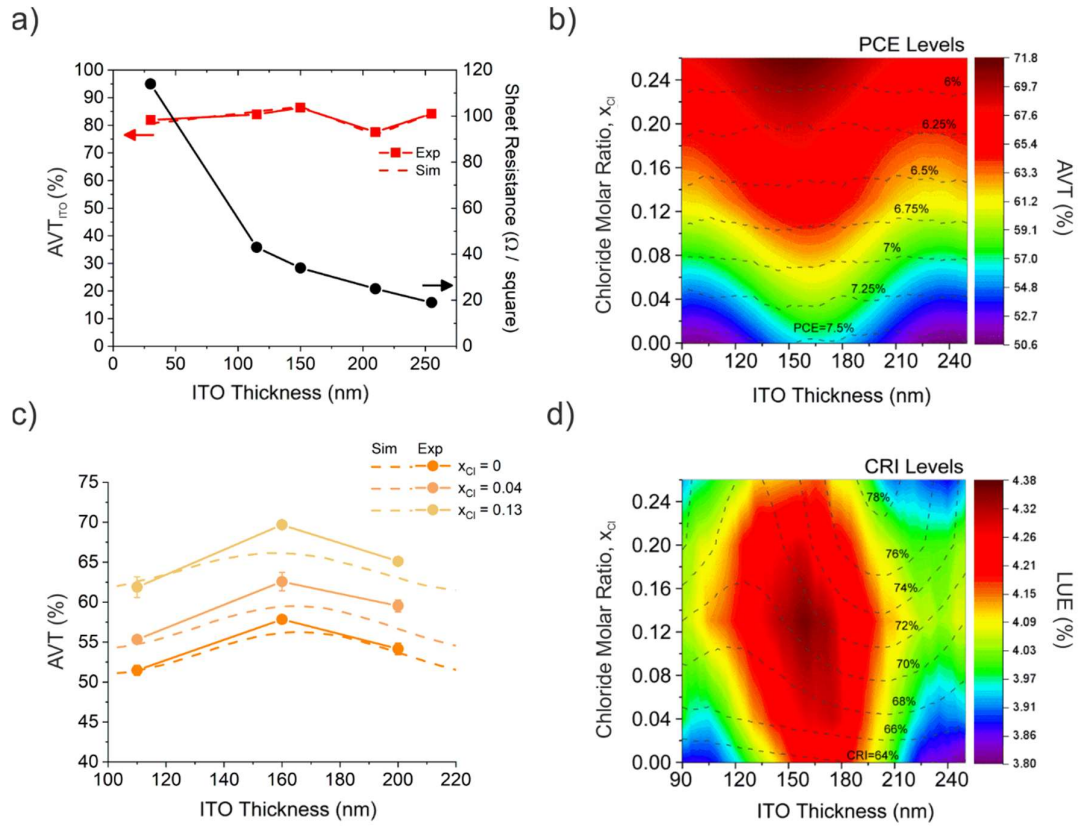 a)
100
90
80
70
60
50
40
30
20
10
0
AVT_ITO (%)
0 50 100 150 200 250
ITO Thickness (nm)
120
100
80
60
40
20
0
Sheet Resistance (Ω / square)
Exp
Sim
b)
PCE Levels
0.24
0.20
0.16
0.12
0.08
0.04
0.00
Chloride Molar Ratio, x_Cl
90 120 150 180 210 240
ITO Thickness (nm)
6%
6.25%
6.5%
6.75%
7%
7.25%
PCE=7.5%
71.8
69.7
67.6
65.4
63.3
61.2
59.1
57.0
54.8
52.7
50.6
AVT (%)
c)
Sim Exp
x_Cl = 0
x_Cl = 0.04
x_Cl = 0.13
75
70
65
60
55
50
45
40
AVT (%)
100 120 140 160 180 200 220
ITO Thickness (nm)
d)
CRI Levels
0.24
0.20
0.16
0.12
0.08
0.04
0.00
Chloride Molar Ratio, x_Cl
90 120 150 180 210 240
ITO Thickness (nm)
78%
76%
74%
72%
70%
68%
66%
CRI=64%
4.38
4.32
4.26
4.21
4.15
4.09
4.03
3.97
3.91
3.86
3.80
LUE (%)